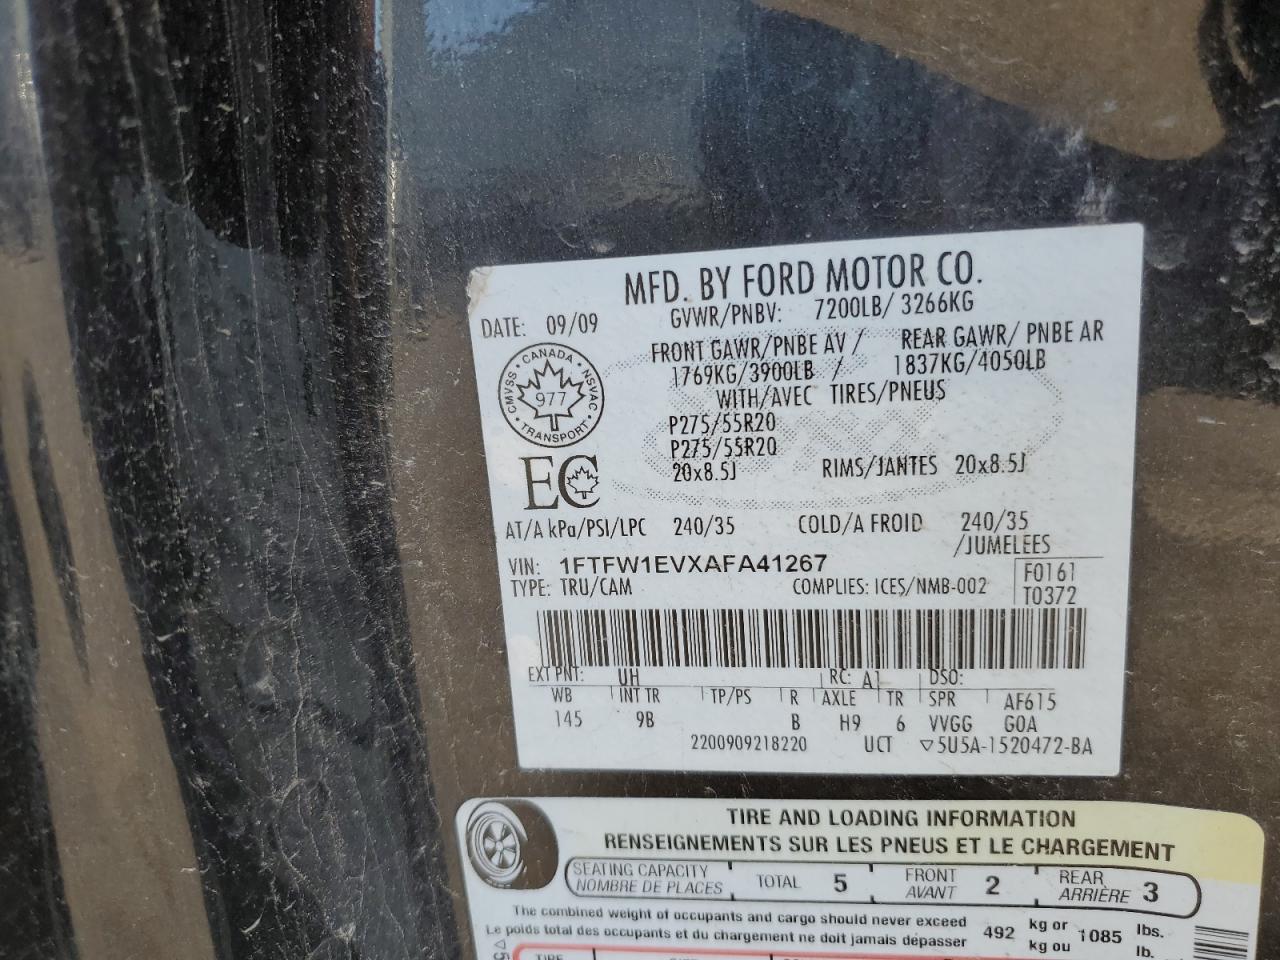 MFD. BY FORD MOTOR CO.
DATE: 09/09 GVWR/PNBV: 7200LB/ 3266KG
FRONT GAWR/PNBE AV / REAR GAWR/ PNBE AR
1769KG/3900LB / 1837KG/4050LB
WITH/AVEC TIRES/PNEUS
P275/55R20
P275/55R20
20x8.5J RIMS/JANTES 20x8.5J
CANADA
CMVSS NSVAC
977
TRANSPORT
EC
AT/A kPa/PSI/LPC 240/35 COLD/A FROID 240/35
/JUMELEES
VIN: 1FTFW1EVXAFA41267
TYPE: TRU/CAM COMPLIES: ICES/NMB-002
F0161
T0372
EXT PNT: UH RC: A1 DSO:
WB INT TR TP/PS R AXLE TR SPR AF615
145 9B B H9 6 VVGG GOA
2200909218220 UCT ▽5U5A-1520472-BA
TIRE AND LOADING INFORMATION
RENSEIGNEMENTS SUR LES PNEUS ET LE CHARGEMENT
SEATING CAPACITY TOTAL 5 FRONT 2 REAR 3
NOMBRE DE PLACES AVANT ARRIÈRE
The combined weight of occupants and cargo should never exceed 492 kg or 1085 lbs.
Le poids total des occupants et du chargement ne doit jamais dépasser kg ou lb.
TIRE